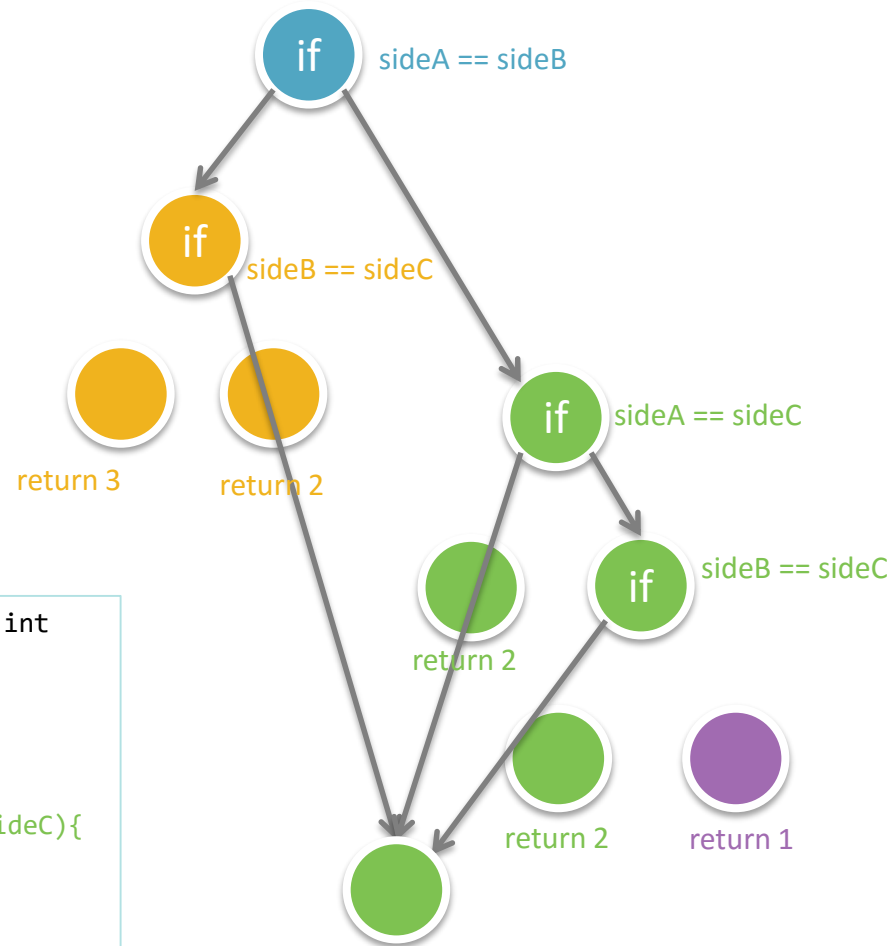 if
sideA == sideB
if
sideB == sideC
if
sideA == sideC
return 3
return 2
if
sideB == sideC
int
return 2
ideC){
return 2
return 1